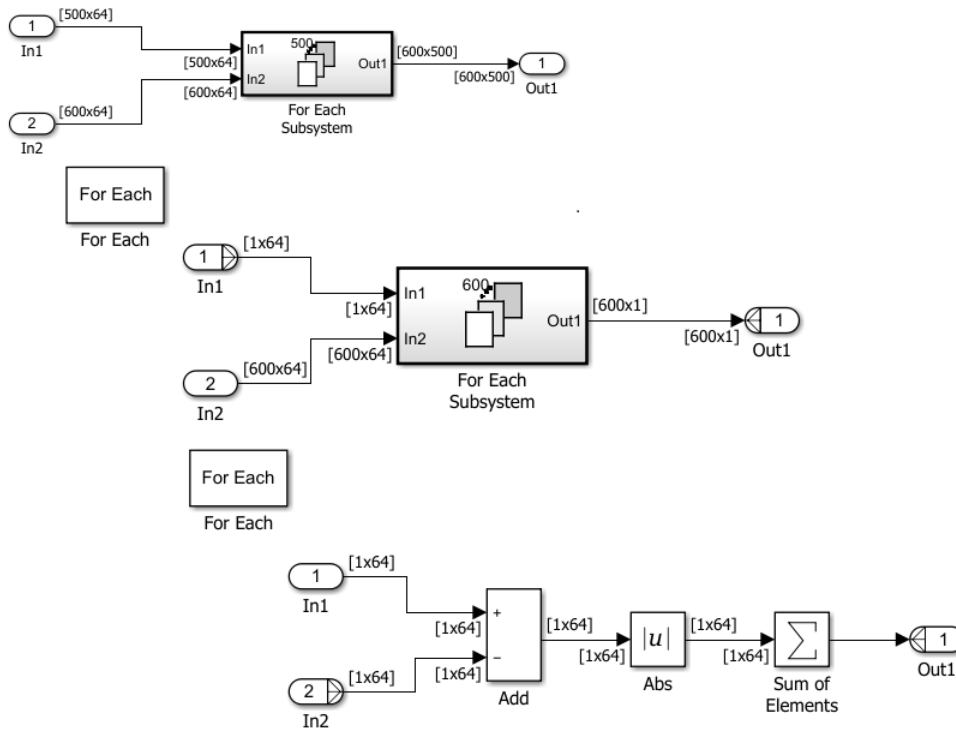 1
[500x64]
In1
[500x64]
In1
500
Out1
[600x500]
[600x500]
1
Out1
2
[600x64]
In2
[600x64]
In2
For Each
Subsystem
For Each
For Each
1
[1x64]
In1
[1x64]
In1
600
Out1
[600x1]
[600x1]
1
Out1
2
[600x64]
In2
[600x64]
In2
For Each
Subsystem
For Each
For Each
1
[1x64]
In1
[1x64]
+
2
[1x64]
In2
[1x64]
−
Add
[1x64]
[1x64]
|u|
Abs
[1x64]
[1x64]
∑
Sum of
Elements
1
Out1